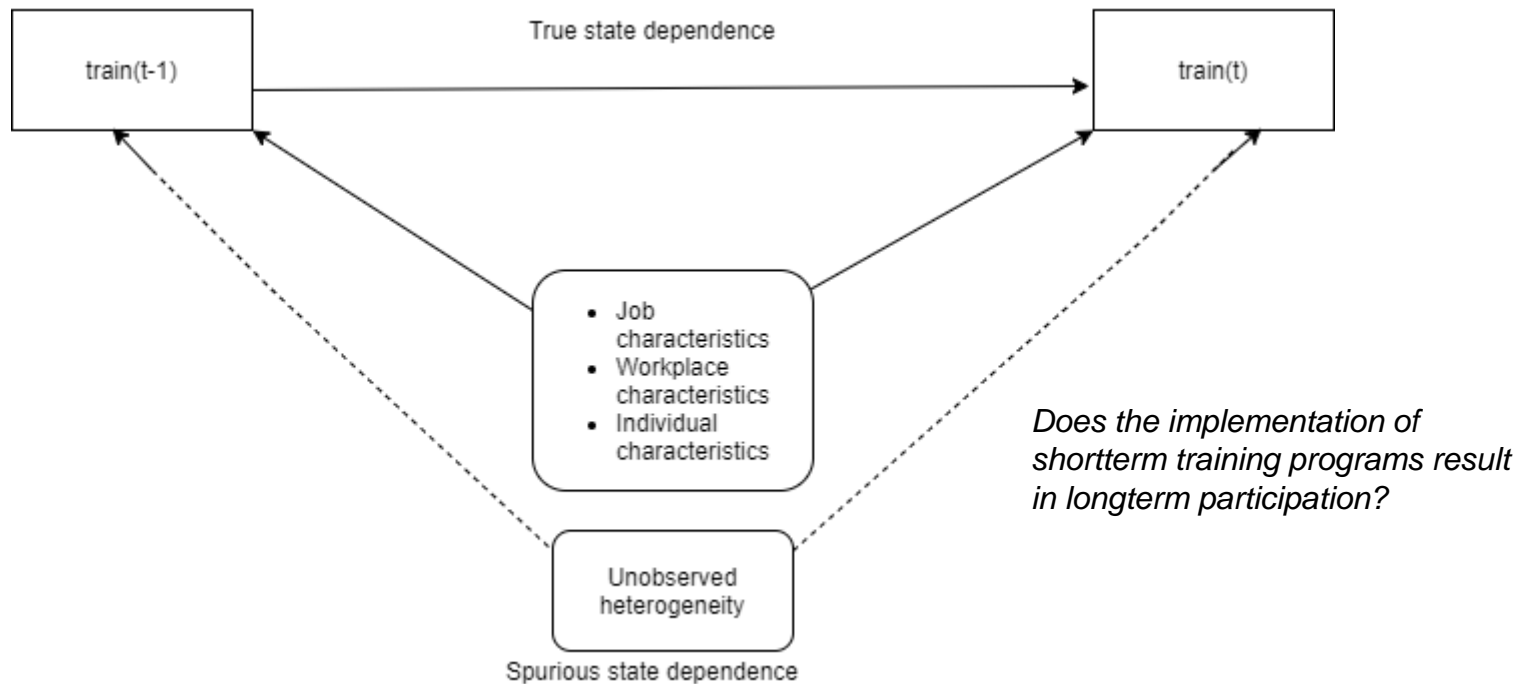 True state dependence
train(t-1)
train(t)
• Job
characteristics
• Workplace
characteristics
• Individual
characteristics
Does the implementation of
shortterm training programs result
in longterm participation?
Unobserved
heterogeneity
Spurious state dependence